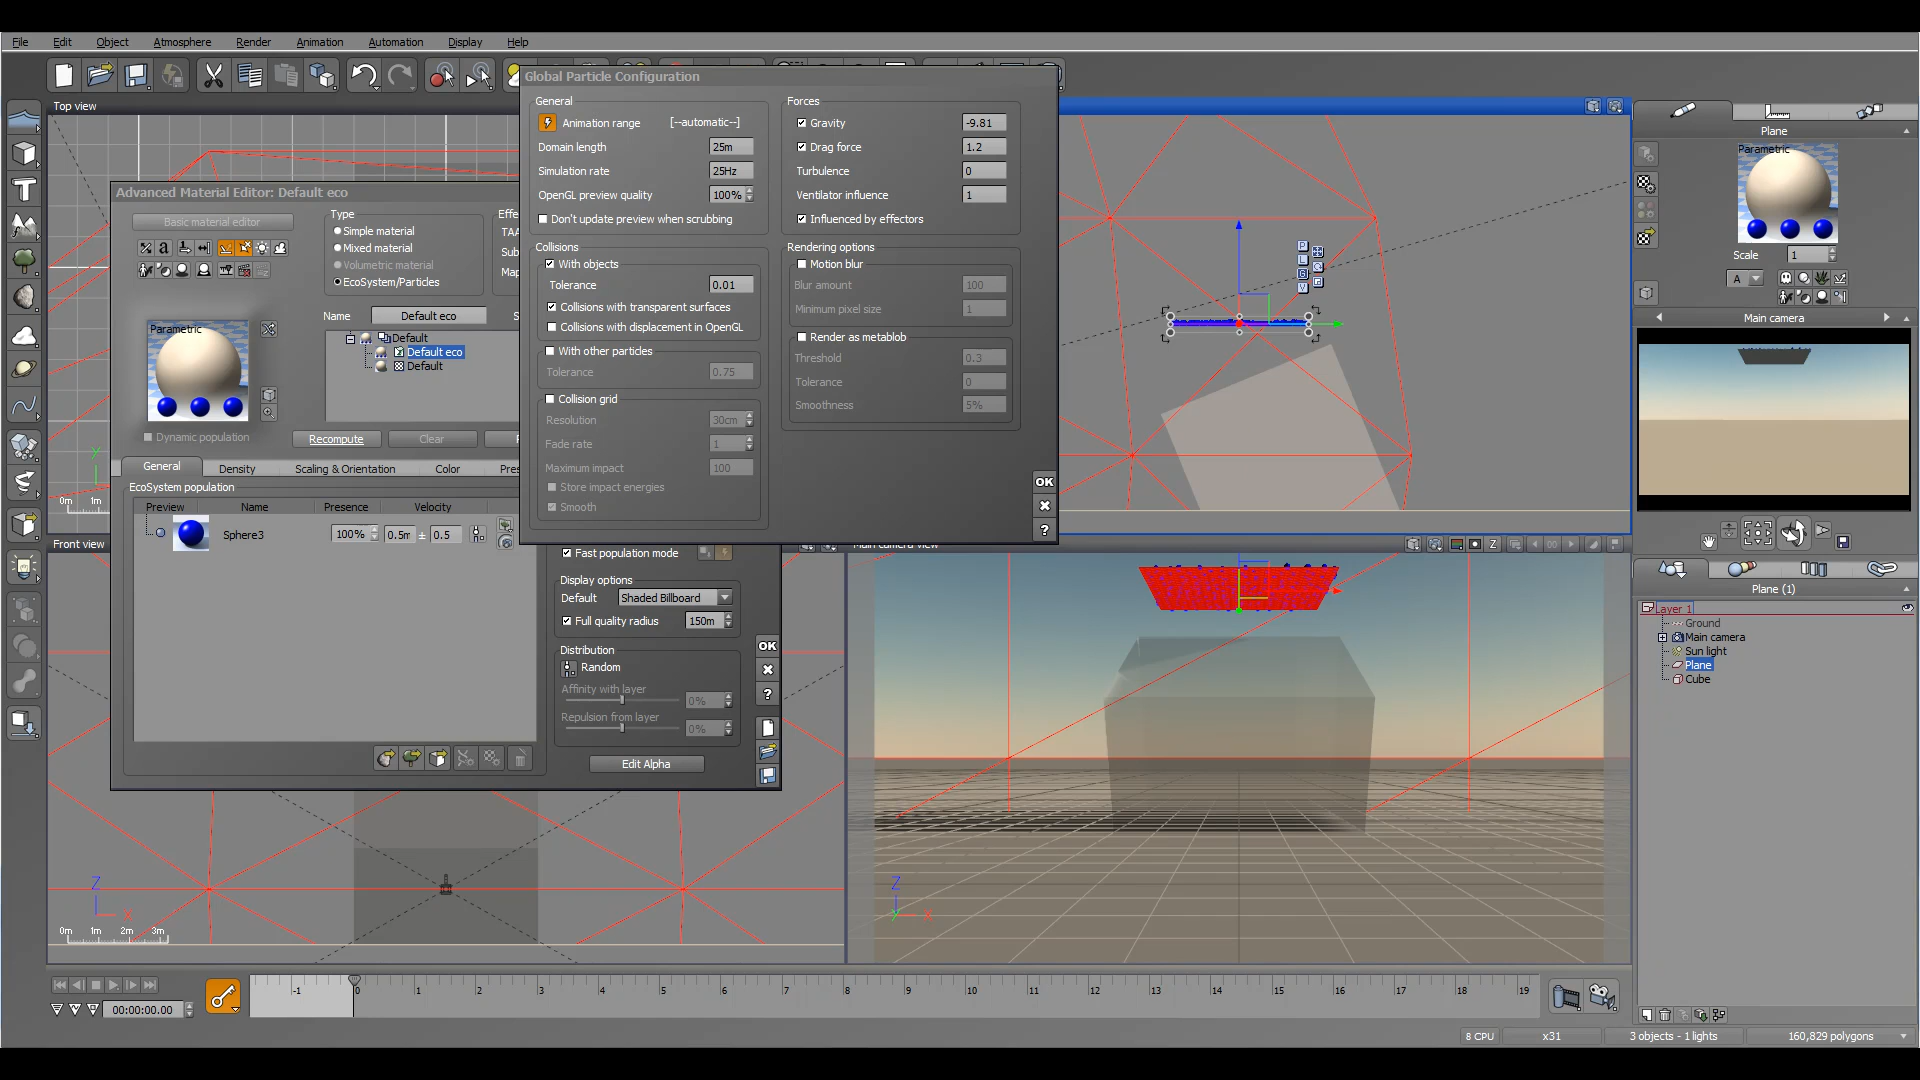 File Edit Object Atmosphere Render Animation Automation Display Help
Top view
Global Particle Configuration
General
Animation range [--automatic--]
Domain length 25m
Simulation rate 25Hz
OpenGL preview quality 100%
Don't update preview when scrubbing
Collisions
With objects
Tolerance 0.01
Collisions with transparent surfaces
Collisions with displacement in OpenGL
With other particles
Tolerance 0.75
Collision grid
Resolution 30cm
Fade rate 1
Maximum impact 100
Store impact energies
Smooth
Forces
Gravity -9.81
Drag force 1.2
Turbulence 0
Ventilator influence 1
Influenced by effectors
Rendering options
Motion blur
Blur amount 100
Minimum pixel size 1
Render as metablob
Threshold 0.3
Tolerance 0
Smoothness 5%
OK
?
Advanced Material Editor: Default eco
Basic material editor
Type
Simple material
Mixed material
Volumetric material
EcoSystem/Particles
Effe
TAA
Sub
Map
Name Default eco S
Parametric
Default
Default eco
Default
Dynamic population
Recompute Clear
General Density Scaling & Orientation Color Pres
EcoSystem population
Preview Name Presence Velocity
Sphere3 100% 0.5m ± 0.5
Fast population mode
Display options
Default Shaded Billboard
Full quality radius 150m
Distribution
Random
Affinity with layer 0%
Repulsion from layer 0%
Edit Alpha
OK
?
y
0m 1m
Front view
Z
X
0m 1m 2m 3m
P
L
V
Main camera view
Z
Z
Y
X
Plane
Parametric
Scale 1
A
Main camera
Plane (1)
Layer 1
Ground
Main camera
Sun light
Plane
Cube
00:00:00.00
-1 0 1 2 3 4 5 6 7 8 9 10 11 12 13 14 15 16 17 18 19
8 CPU x31 3 objects - 1 lights 160,829 polygons